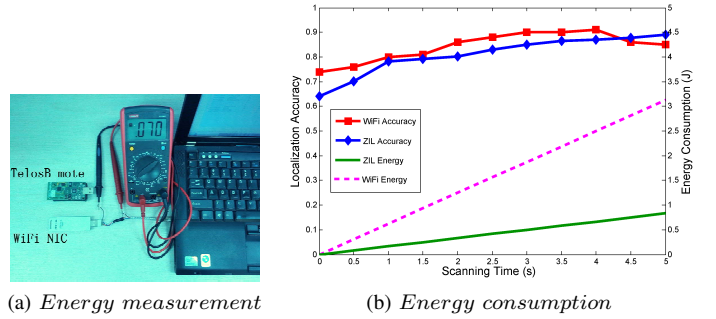 .070
TelosB mote
WiFi NIC
(a) Energy measurement
Localization Accuracy
1
0.9
0.8
0.7
0.6
0.5
0.4
0.3
0.2
0.1
0
WiFi Accuracy
ZIL Accuracy
ZIL Energy
WiFi Energy
0 0.5 1.0 1.5 2 2.5 3 3.5 4 4.5 5
Scanning Time (s)
5
4.5
4
3.5
3
2.5
2
1.5
1
0.5
0
Energy Consumption (J)
(b) Energy consumption